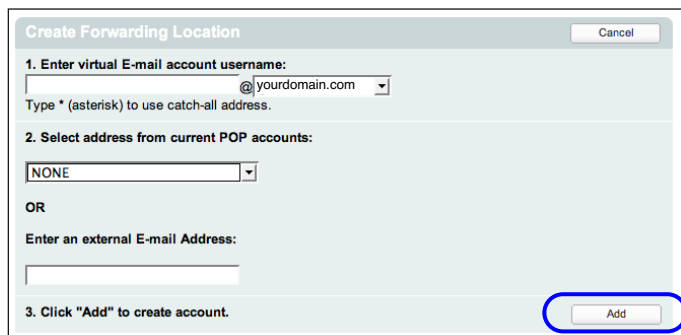 Create Forwarding Location
Cancel
1. Enter virtual E-mail account username:
@ yourdomain.com
Type * (asterisk) to use catch-all address.
2. Select address from current POP accounts:
NONE
OR
Enter an external E-mail Address:
3. Click "Add" to create account.
Add